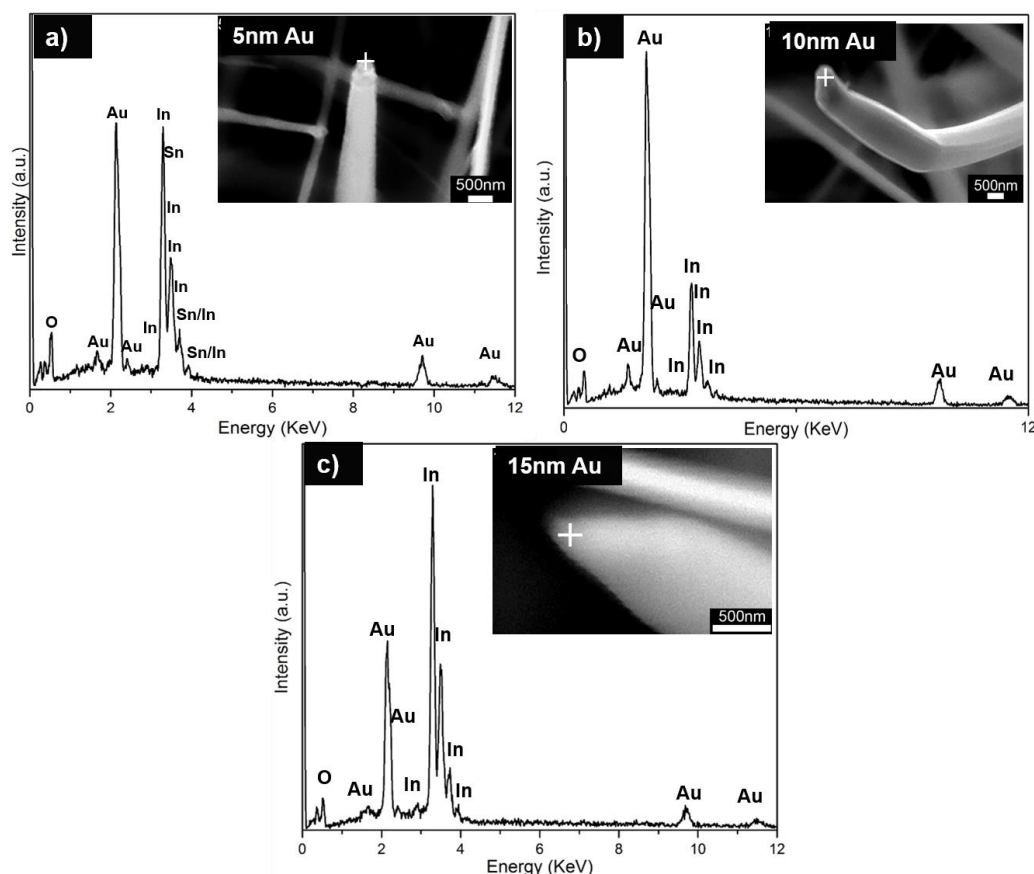 a)
5nm Au
500nm
Au
In
Sn
In
In
In
In
Sn/In
Sn/In
O
Au
Au
Au
Au
Intensity (a.u.)
0 2 4 6 8 10 12
Energy (KeV)
b)
10nm Au
500nm
Au
Au
In
In
In
In
In
O
Au
Au
Au
Intensity (a.u.)
0 12
Energy (KeV)
c)
15nm Au
500nm
In
Au
In
Au
In
In
In
O
Au
Au
Au
Intensity (a.u.)
0 2 4 6 8 10 12
Energy (KeV)